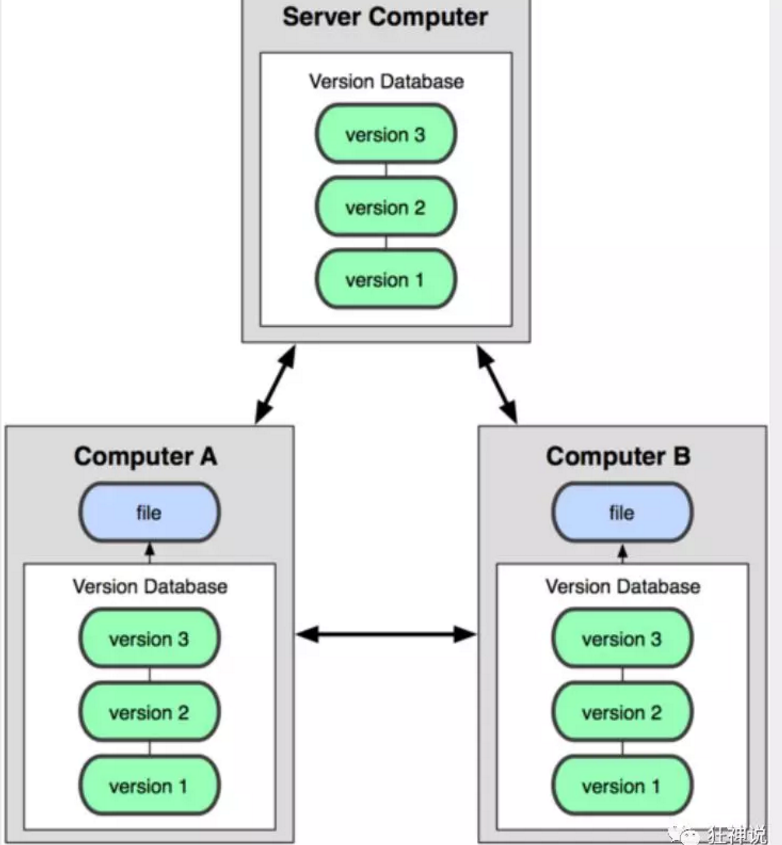 Server Computer
Version Database
version 3
version 2
version 1
Computer A
file
Version Database
version 3
version 2
version 1
Computer B
file
Version Database
version 3
version 2
version 1
狂神说